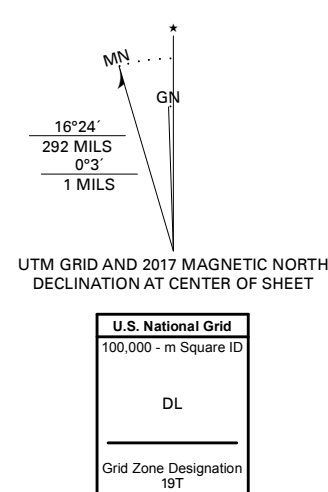 ★
MN
GN
16°24´
292 MILS
0°3´
1 MILS
UTM GRID AND 2017 MAGNETIC NORTH
DECLINATION AT CENTER OF SHEET
U.S. National Grid
100,000 - m Square ID
DL
Grid Zone Designation
19T